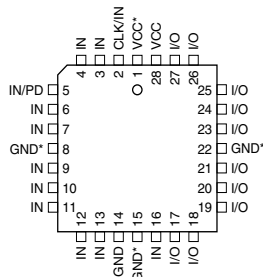 IN
4
IN
3
CLK/IN
2
VCC*
1
VCC
28
I/O
27
I/O
26
IN/PD 5
IN 6
IN 7
GND* 8
IN 9
IN 10
IN 11
25 I/O
24 I/O
23 I/O
22 GND*
21 I/O
20 I/O
19 I/O
12
IN
13
IN
14
GND
15
GND*
16
IN
17
I/O
18
I/O